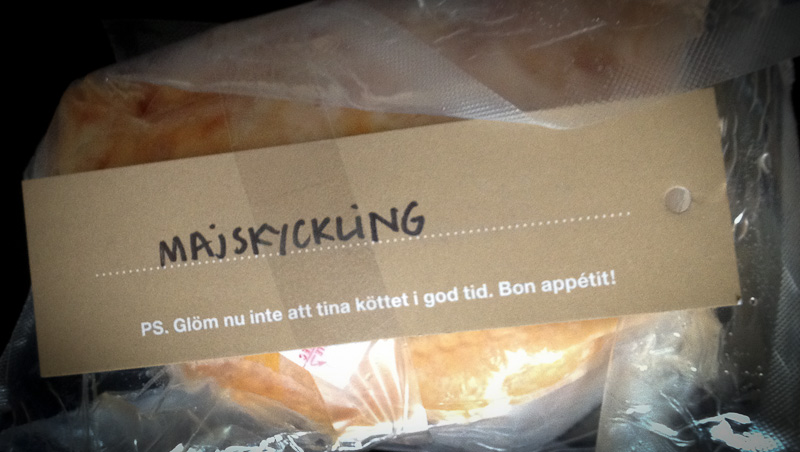 MAJSKYCKLING
PS. Glöm nu inte att tina köttet i god tid. Bon appétit!